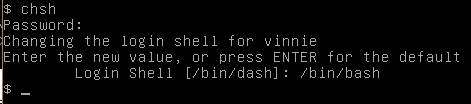 $ chsh
Password:
Changing the login shell for vinnie
Enter the new value, or press ENTER for the default
Login Shell [/bin/dash]: /bin/bash
$ _